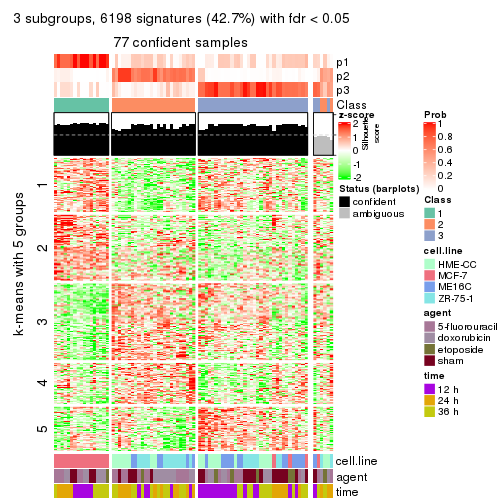 3 subgroups, 6198 signatures (42.7%) with fdr < 0.05
77 confident samples
p1
p2
p3
Class
z-score
2
1
0
-1
-2
Silhouette
score
Prob
1
0.8
0.6
0.4
0.2
0
Status (barplots)
confident
ambiguous
Class
1
2
3
cell.line
HME-CC
MCF-7
ME16C
ZR-75-1
agent
5-fluorouracil
doxorubicin
etoposide
sham
time
12 h
24 h
36 h
k-means with 5 groups
1
2
3
4
5
cell.line
agent
time